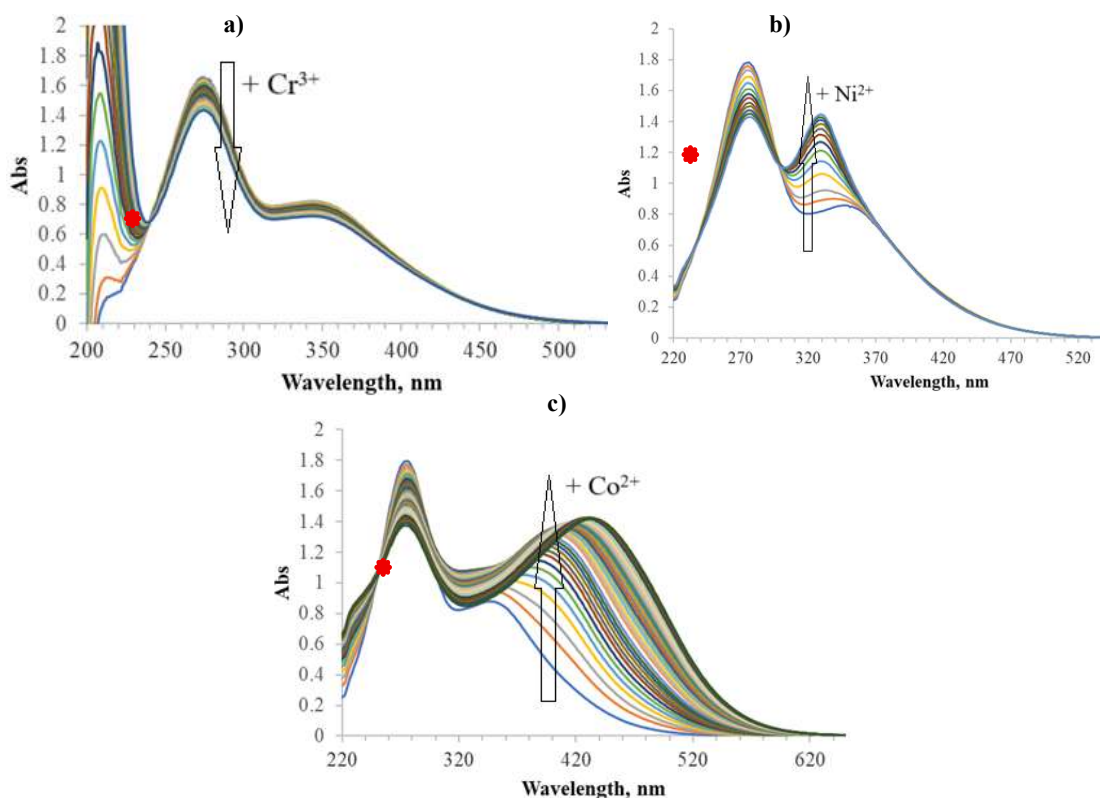 a)
2
1.8
1.6
1.4
1.2
1
0.8
0.6
0.4
0.2
0
Abs
+ Cr³⁺
200 250 300 350 400 450 500
Wavelength, nm
b)
2
1.8
1.6
1.4
1.2
1
0.8
0.6
0.4
0.2
0
Abs
+ Ni²⁺
220 270 320 370 420 470 520
Wavelength, nm
c)
2
1.8
1.6
1.4
1.2
1
0.8
0.6
0.4
0.2
0
Abs
+ Co²⁺
220 320 420 520 620
Wavelength, nm